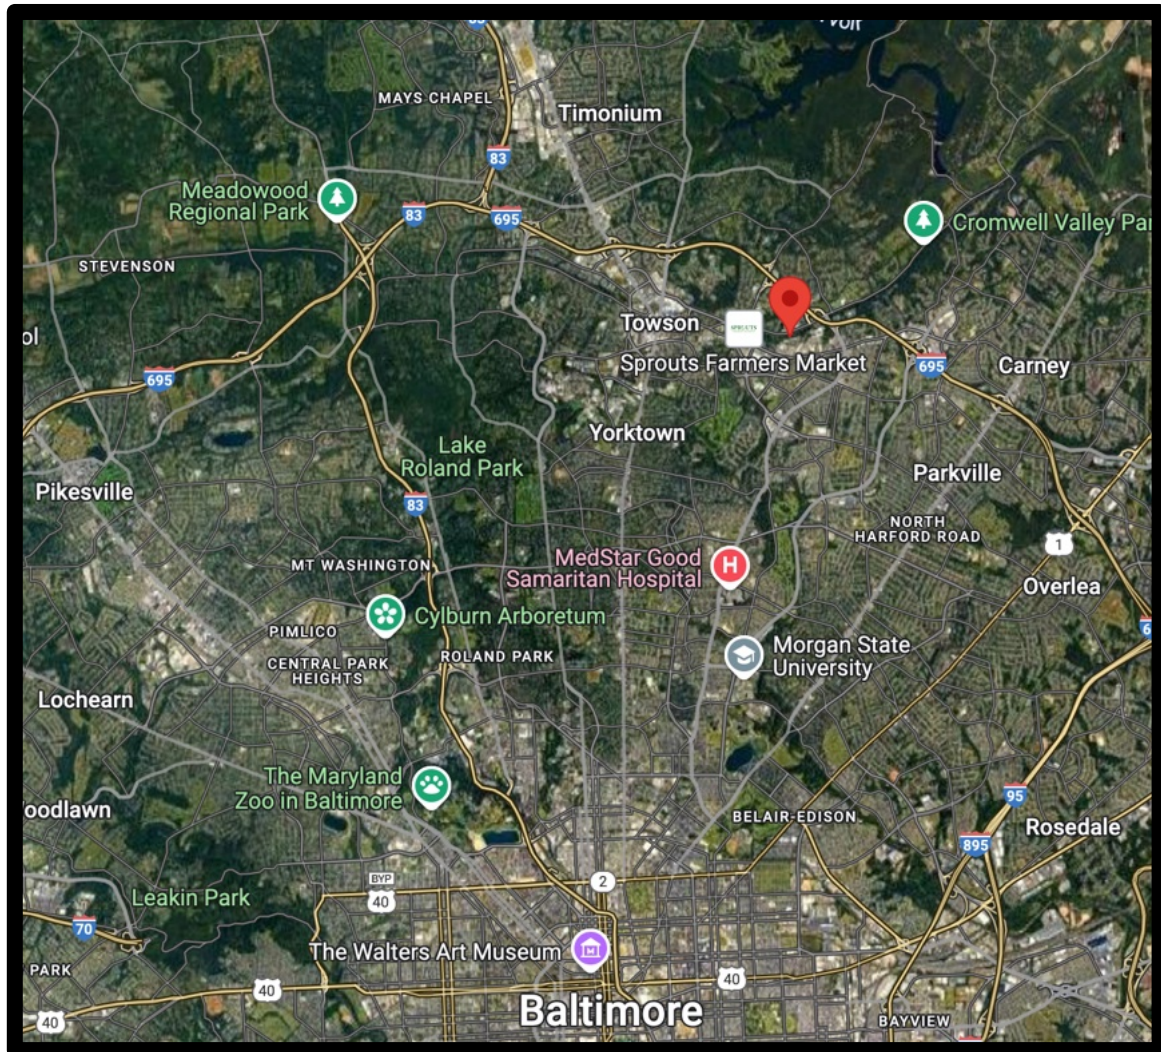 MAYS CHAPEL
Timonium
83
Meadowood
Regional Park
83
695
Cromwell Valley Par
STEVENSON
Towson
SPROUTS
Sprouts Farmers Market
695
Carney
695
Yorktown
Lake
Roland Park
Parkville
Pikesville
83
NORTH
HARFORD ROAD
1
MedStar Good
Samaritan Hospital
H
MT WASHINGTON
Overlea
Cylburn Arboretum
PIMLICO
Morgan State
University
CENTRAL PARK
HEIGHTS
ROLAND PARK
Lochearn
The Maryland
Zoo in Baltimore
95
oodlawn
BELAIR-EDISON
Rosedale
895
BYP
40
2
Leakin Park
70
The Walters Art Museum
PARK
40
40
Baltimore
40
BAYVIEW